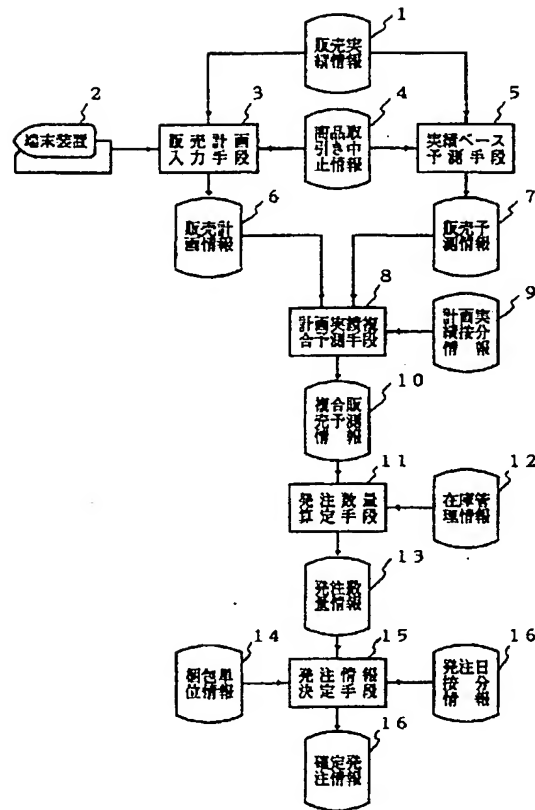 1
販売実
績情報
2
端末装置
3
販売計画
入力手段
4
商品取
引き中
止情報
5
実績ベース
予測手段
6
販売計
画情報
7
販売予
測情報
8
計画実績複
合予測手段
9
計画実
績按分
情報
10
複合販
売予測
情報
11
発注数量
算定手段
12
在庫管
理情報
13
発注数
量情報
14
梱包単
位情報
15
発注情報
決定手段
16
発注日
按分
情報
16
確定発
注情報